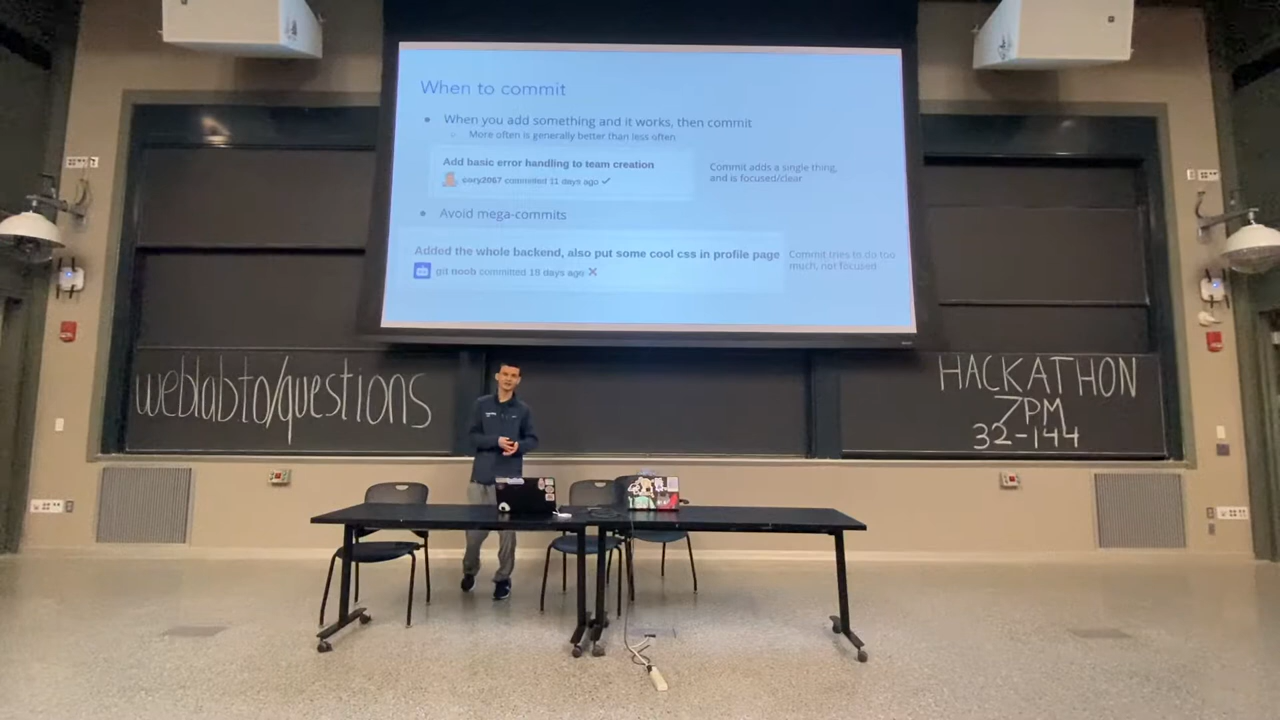 When to commit
When you add something and it works, then commit
More often is generally better than less often
Add basic error handling to team creation
cory2067 committed 11 days ago
Commit adds a single thing,
and is focused/clear
Avoid mega-commits
Added the whole backend, also put some cool css in profile page
git noob committed 18 days ago
Commit tries to do too
much, not focused
weblab.to/questions
HACKATHON
7PM
32-144